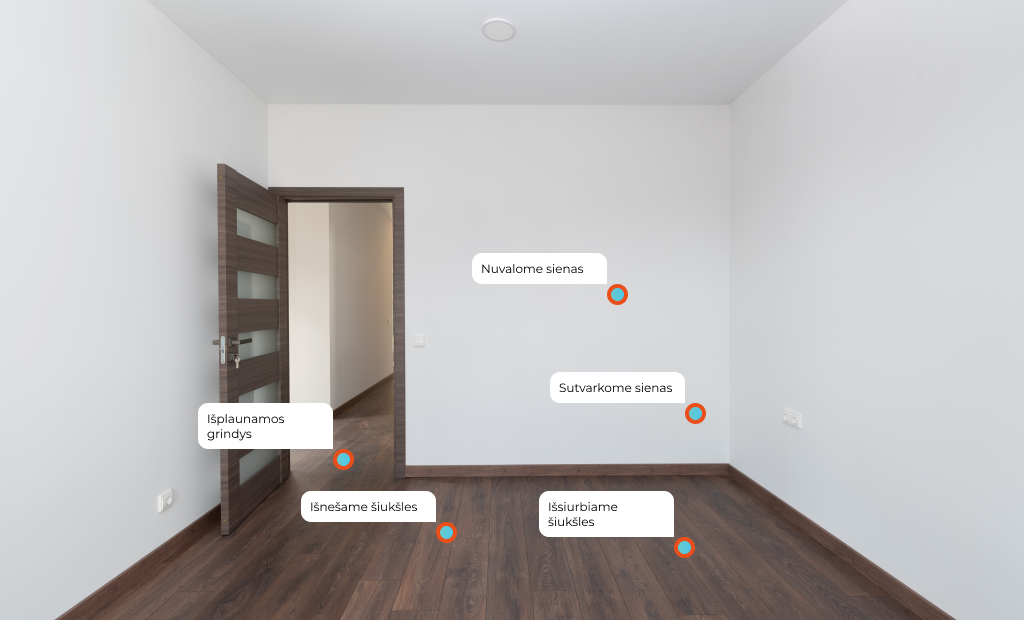 Nuvalome sienas
Sutvarkome sienas
Išplaunamos
grindys
Išnešame šiukšles
Išsiurbiame
šiukšles